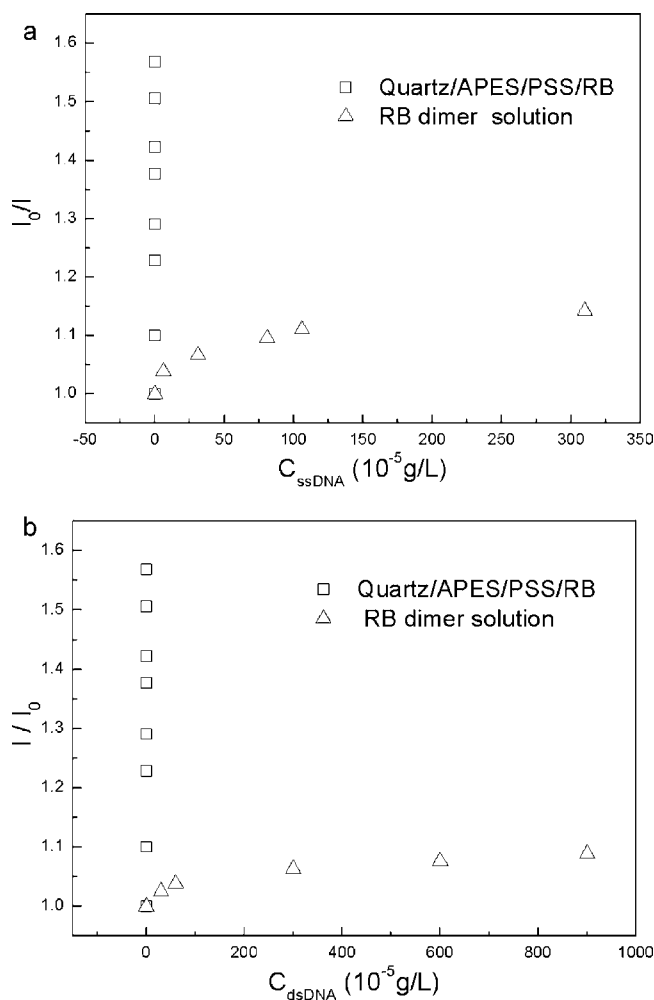 a
1.6
1.5
1.4
1.3
1.2
1.1
1.0
I₀/I
Quartz/APES/PSS/RB
RB dimer solution
-50 0 50 100 150 200 250 300 350
C_ssDNA (10⁻⁵g/L)
b
1.6
1.5
1.4
1.3
1.2
1.1
1.0
I / I₀
Quartz/APES/PSS/RB
RB dimer solution
0 200 400 600 800 1000
C_dsDNA (10⁻⁵g/L)